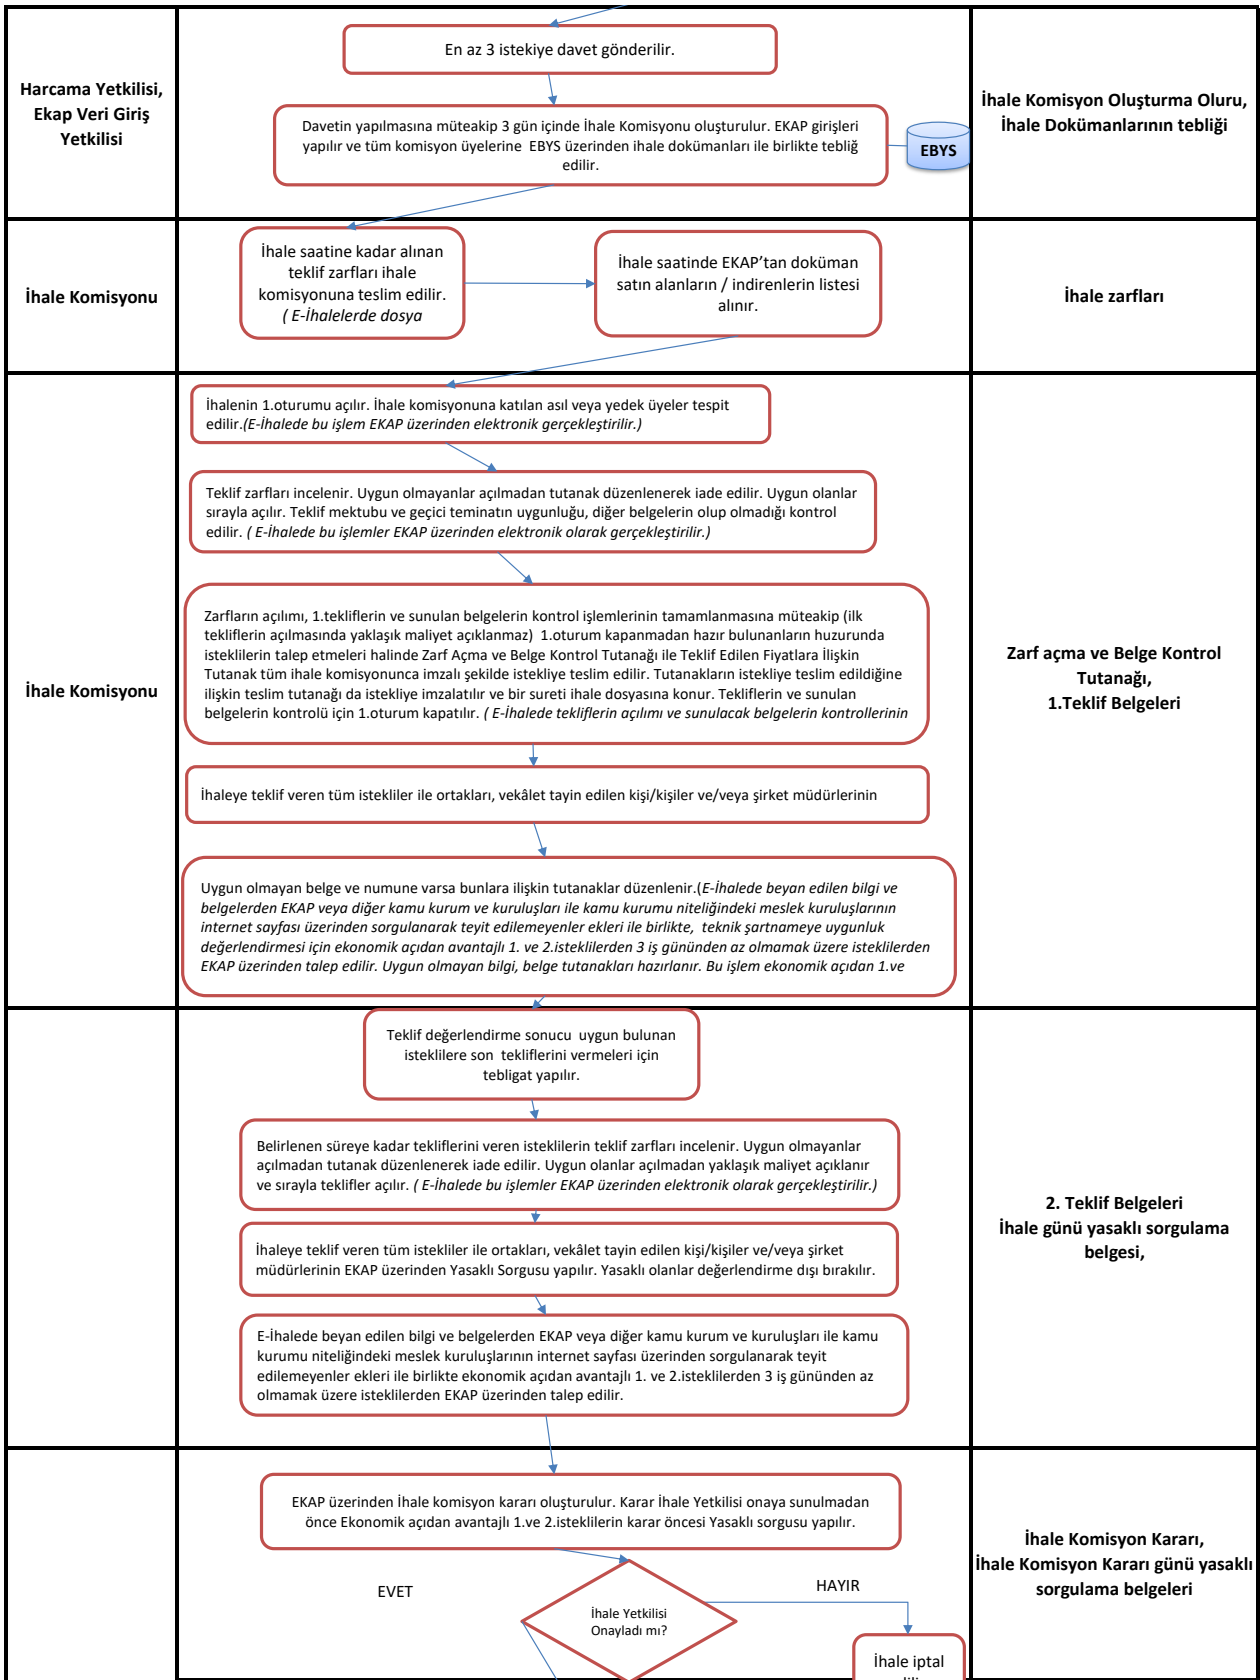 Harcama Yetkilisi,
Ekap Veri Giriş
Yetkilisi
En az 3 istekiye davet gönderilir.
Davetin yapılmasına müteakip 3 gün içinde İhale Komisyonu oluşturulur. EKAP girişleri
yapılır ve tüm komisyon üyelerine EBYS üzerinden ihale dokümanları ile birlikte tebliğ
edilir.
EBYS
İhale Komisyon Oluşturma Oluru,
İhale Dokümanlarının tebliği
İhale Komisyonu
İhale saatine kadar alınan
teklif zarfları ihale
komisyonuna teslim edilir.
( E-İhalelerde dosya
İhale saatinde EKAP’tan doküman
satın alanların / indirenlerin listesi
alınır.
İhale zarfları
İhale Komisyonu
İhalenin 1.oturumu açılır. İhale komisyonuna katılan asıl veya yedek üyeler tespit
edilir.(E-İhalede bu işlem EKAP üzerinden elektronik gerçekleştirilir.)
Teklif zarfları incelenir. Uygun olmayanlar açılmadan tutanak düzenlenerek iade edilir. Uygun olanlar
sırayla açılır. Teklif mektubu ve geçici teminatın uygunluğu, diğer belgelerin olup olmadığı kontrol
edilir. ( E-İhalede bu işlemler EKAP üzerinden elektronik olarak gerçekleştirilir.)
Zarfların açılımı, 1.tekliflerin ve sunulan belgelerin kontrol işlemlerinin tamamlanmasına müteakip (ilk
tekliflerin açılmasında yaklaşık maliyet açıklanmaz) 1.oturum kapanmadan hazır bulunanların huzurunda
isteklilerin talep etmeleri halinde Zarf Açma ve Belge Kontrol Tutanağı ile Teklif Edilen Fiyatlara İlişkin
Tutanak tüm ihale komisyonunca imzalı şekilde istekliye teslim edilir. Tutanakların istekliye teslim edildiğine
ilişkin teslim tutanağı da istekliye imzalatılır ve bir sureti ihale dosyasına konur. Tekliflerin ve sunulan
belgelerin kontrolü için 1.oturum kapatılır. ( E-İhalede tekliflerin açılımı ve sunulacak belgelerin kontrollerinin
İhaleye teklif veren tüm istekliler ile ortakları, vekâlet tayin edilen kişi/kişiler ve/veya şirket müdürlerinin
Uygun olmayan belge ve numune varsa bunlara ilişkin tutanaklar düzenlenir.(E-İhalede beyan edilen bilgi ve
belgelerden EKAP veya diğer kamu kurum ve kuruluşları ile kamu kurumu niteliğindeki meslek kuruluşlarının
internet sayfası üzerinden sorgulanarak teyit edilemeyenler ekleri ile birlikte, teknik şartnameye uygunluk
değerlendirmesi için ekonomik açıdan avantajlı 1. ve 2.isteklilerden 3 iş gününden az olmamak üzere isteklilerden
EKAP üzerinden talep edilir. Uygun olmayan bilgi, belge tutanakları hazırlanır. Bu işlem ekonomik açıdan 1.ve
Zarf açma ve Belge Kontrol
Tutanağı,
1.Teklif Belgeleri
Teklif değerlendirme sonucu uygun bulunan
isteklilere son tekliflerini vermeleri için
tebligat yapılır.
Belirlenen süreye kadar tekliflerini veren isteklilerin teklif zarfları incelenir. Uygun olmayanlar
açılmadan tutanak düzenlenerek iade edilir. Uygun olanlar açılmadan yaklaşık maliyet açıklanır
ve sırayla teklifler açılır. ( E-İhalede bu işlemler EKAP üzerinden elektronik olarak gerçekleştirilir.)
İhaleye teklif veren tüm istekliler ile ortakları, vekâlet tayin edilen kişi/kişiler ve/veya şirket
müdürlerinin EKAP üzerinden Yasaklı Sorgusu yapılır. Yasaklı olanlar değerlendirme dışı bırakılır.
E-İhalede beyan edilen bilgi ve belgelerden EKAP veya diğer kamu kurum ve kuruluşları ile kamu
kurumu niteliğindeki meslek kuruluşlarının internet sayfası üzerinden sorgulanarak teyit
edilemeyenler ekleri ile birlikte ekonomik açıdan avantajlı 1. ve 2.isteklilerden 3 iş gününden az
olmamak üzere isteklilerden EKAP üzerinden talep edilir.
2. Teklif Belgeleri
İhale günü yasaklı sorgulama
belgesi,
EKAP üzerinden İhale komisyon kararı oluşturulur. Karar İhale Yetkilisi onaya sunulmadan
önce Ekonomik açıdan avantajlı 1.ve 2.isteklilerin karar öncesi Yasaklı sorgusu yapılır.
EVET
İhale Yetkilisi
Onayladı mı?
HAYIR
İhale iptal
İhale Komisyon Kararı,
İhale Komisyon Kararı günü yasaklı
sorgulama belgeleri